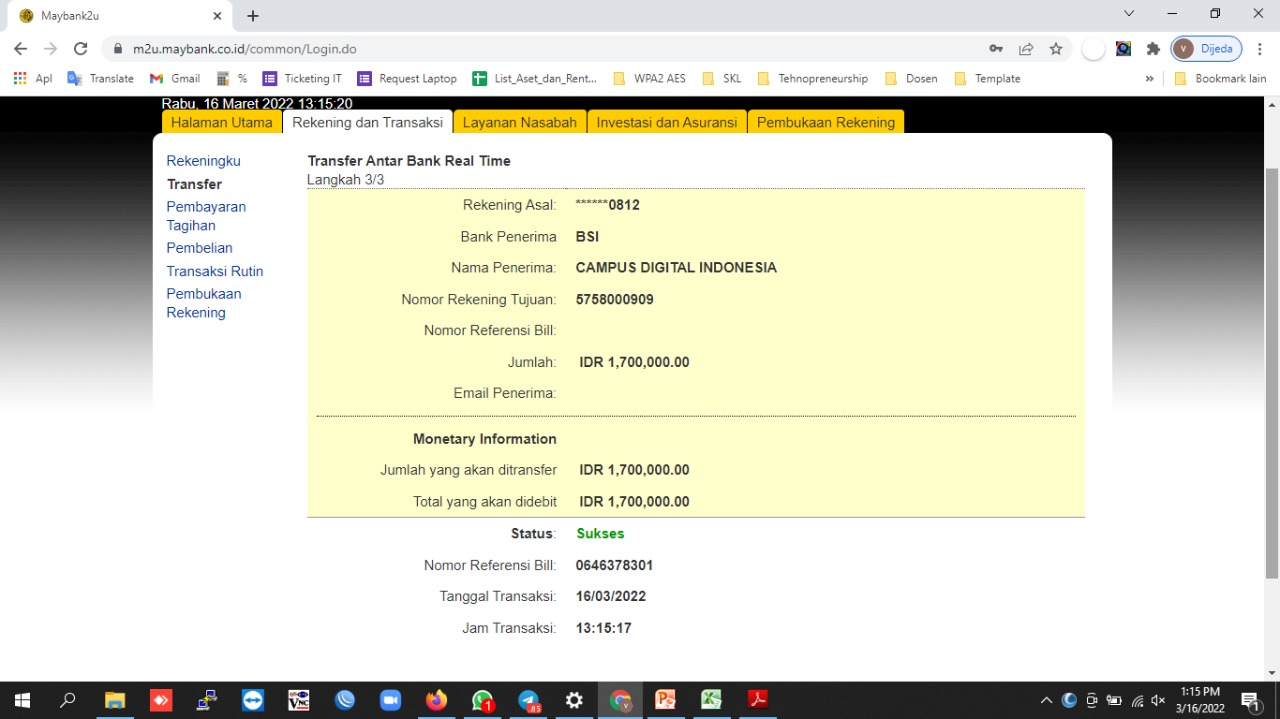 Maybank2u
m2u.maybank.co.id/common/Login.do
V Dijeda
Apl Translate Gmail % Ticketing IT Request Laptop List_Aset_dan_Rent... WPA2 AES SKL Tehnopreneurship Dosen Template » Bookmark lain
Rabu, 16 Maret 2022 13:15:20
Halaman Utama Rekening dan Transaksi Layanan Nasabah Investasi dan Asuransi Pembukaan Rekening
Rekeningku
Transfer
Pembayaran
Tagihan
Pembelian
Transaksi Rutin
Pembukaan
Rekening
Transfer Antar Bank Real Time
Langkah 3/3
Rekening Asal: ******0812
Bank Penerima BSI
Nama Penerima: CAMPUS DIGITAL INDONESIA
Nomor Rekening Tujuan: 5758000909
Nomor Referensi Bill:
Jumlah: IDR 1,700,000.00
Email Penerima:
Monetary Information
Jumlah yang akan ditransfer IDR 1,700,000.00
Total yang akan didebit IDR 1,700,000.00
Status: Sukses
Nomor Referensi Bill: 0646378301
Tanggal Transaksi: 16/03/2022
Jam Transaksi: 13:15:17
VNC
1
85
V
1:15 PM
3/16/2022
1